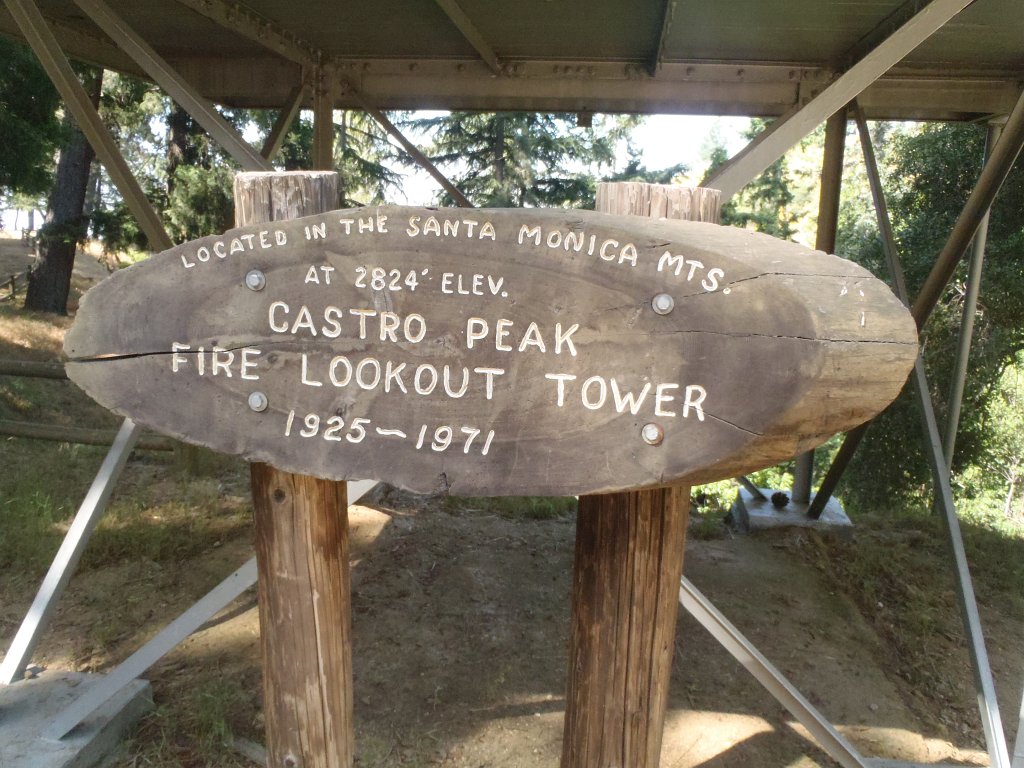 LOCATED IN THE SANTA MONICA MTS.
AT 2824' ELEV.
CASTRO PEAK
FIRE LOOKOUT TOWER
1925-1971